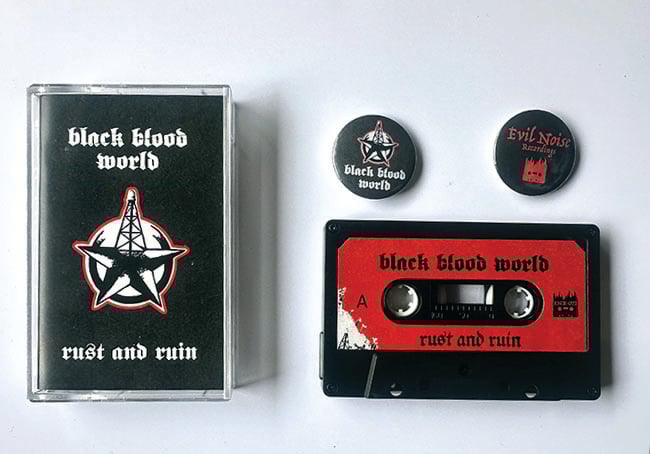 black blood
world
rust and ruin
black blood
world
Evil Noise
Recordings
black blood world
A
rust and ruin